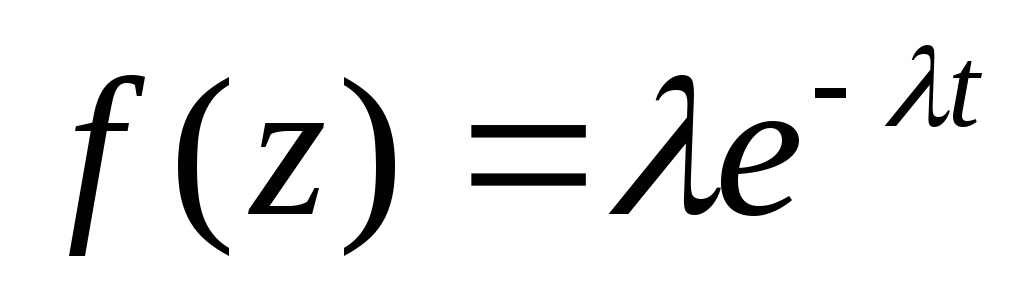 f(z) = λe^{-λt}